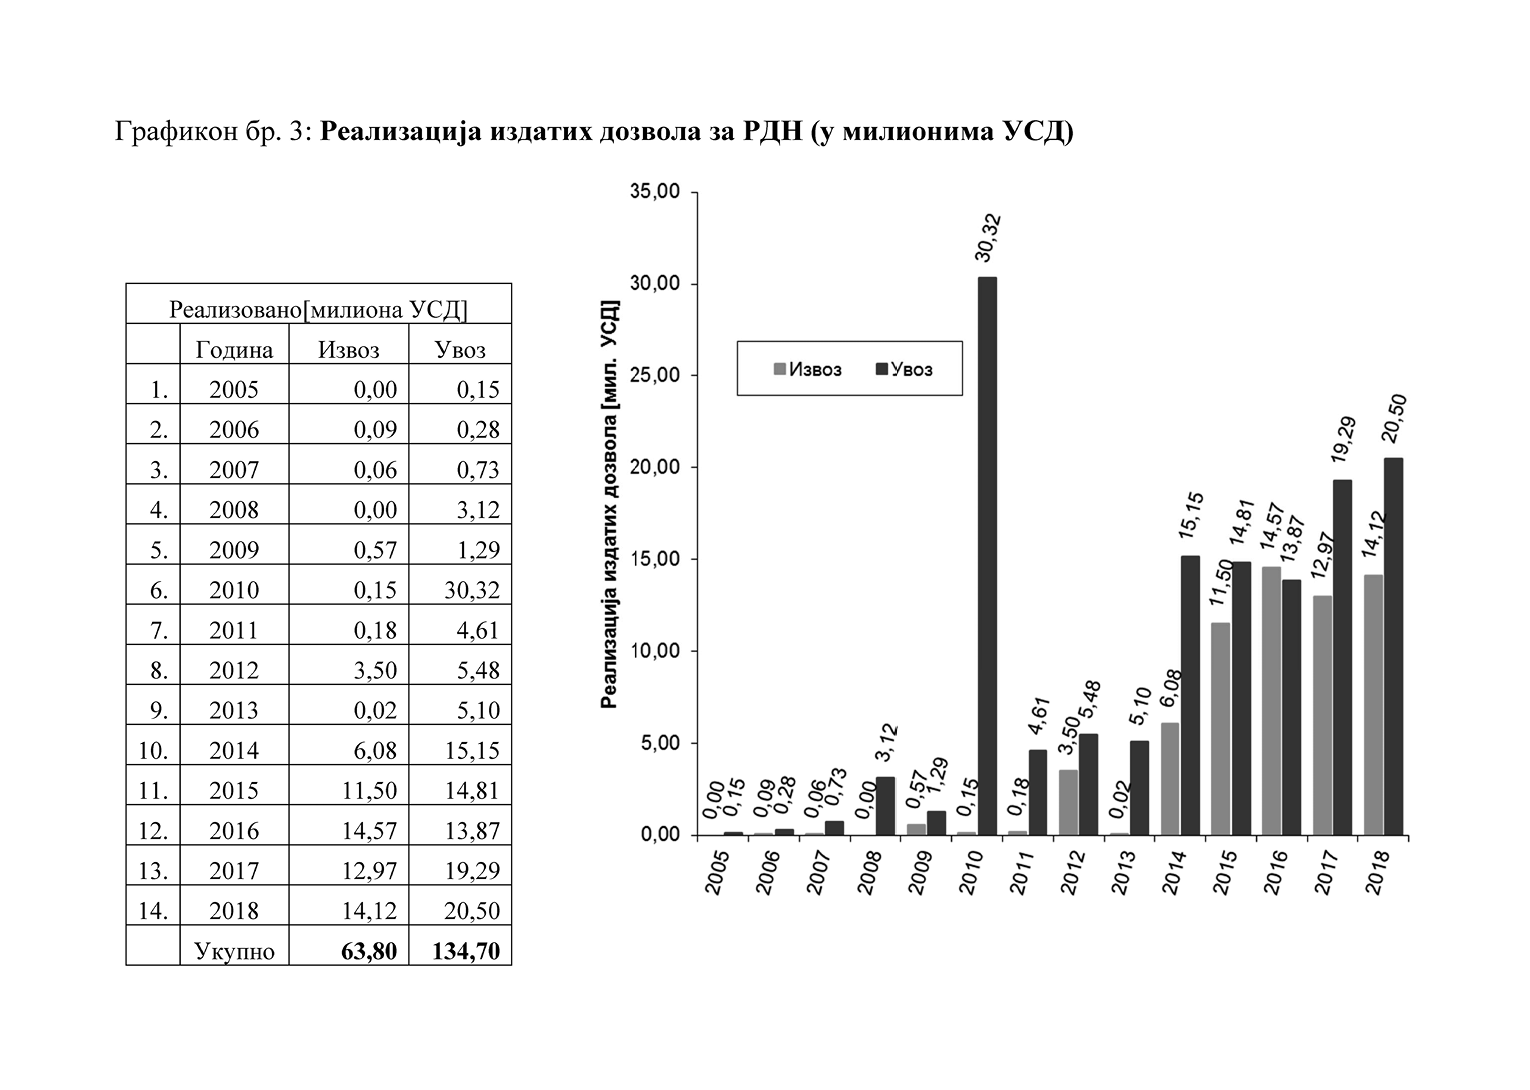 Графикон бр. 3: Реализација издатих дозвола за РДН (у милионима УСД)
Реализовано[милиона УСД]
Година Извоз Увоз
1. 2005 0,00 0,15
2. 2006 0,09 0,28
3. 2007 0,06 0,73
4. 2008 0,00 3,12
5. 2009 0,57 1,29
6. 2010 0,15 30,32
7. 2011 0,18 4,61
8. 2012 3,50 5,48
9. 2013 0,02 5,10
10. 2014 6,08 15,15
11. 2015 11,50 14,81
12. 2016 14,57 13,87
13. 2017 12,97 19,29
14. 2018 14,12 20,50
Укупно 63,80 134,70
Реализација издатих дозвола [мил. УСД]
35,00
30,00
25,00
20,00
15,00
10,00
5,00
0,00
Извоз Увоз
0,00 0,15 0,09 0,28 0,06 0,73 0,00 3,12 0,57 1,29 0,15 30,32 0,18 4,61 3,50 5,48 0,02 5,10 6,08 15,15 11,50 14,81 14,57 13,87 12,97 19,29 14,12 20,50
2005 2006 2007 2008 2009 2010 2011 2012 2013 2014 2015 2016 2017 2018